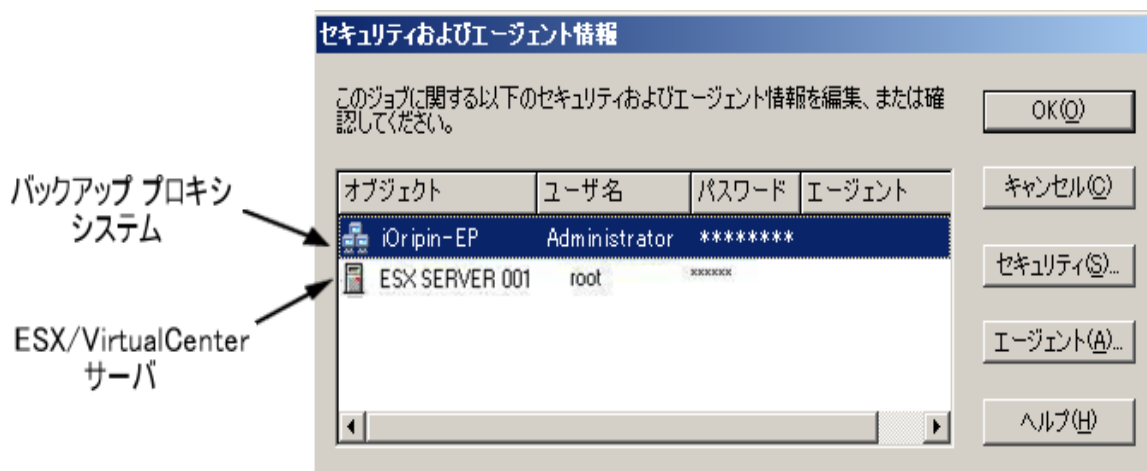 セキュリティおよびエージェント情報
このジョブに関する以下のセキュリティおよびエージェント情報を編集、または確
認してください。
OK(O)
キャンセル(C)
セキュリティ(S)...
エージェント(A)...
ヘルプ(H)
オブジェクト ユーザ名 パスワード エージェント
iOripin-EP Administrator ********
ESX SERVER 001 root ******
バックアップ プロキシ
システム
ESX/VirtualCenter
サーバ